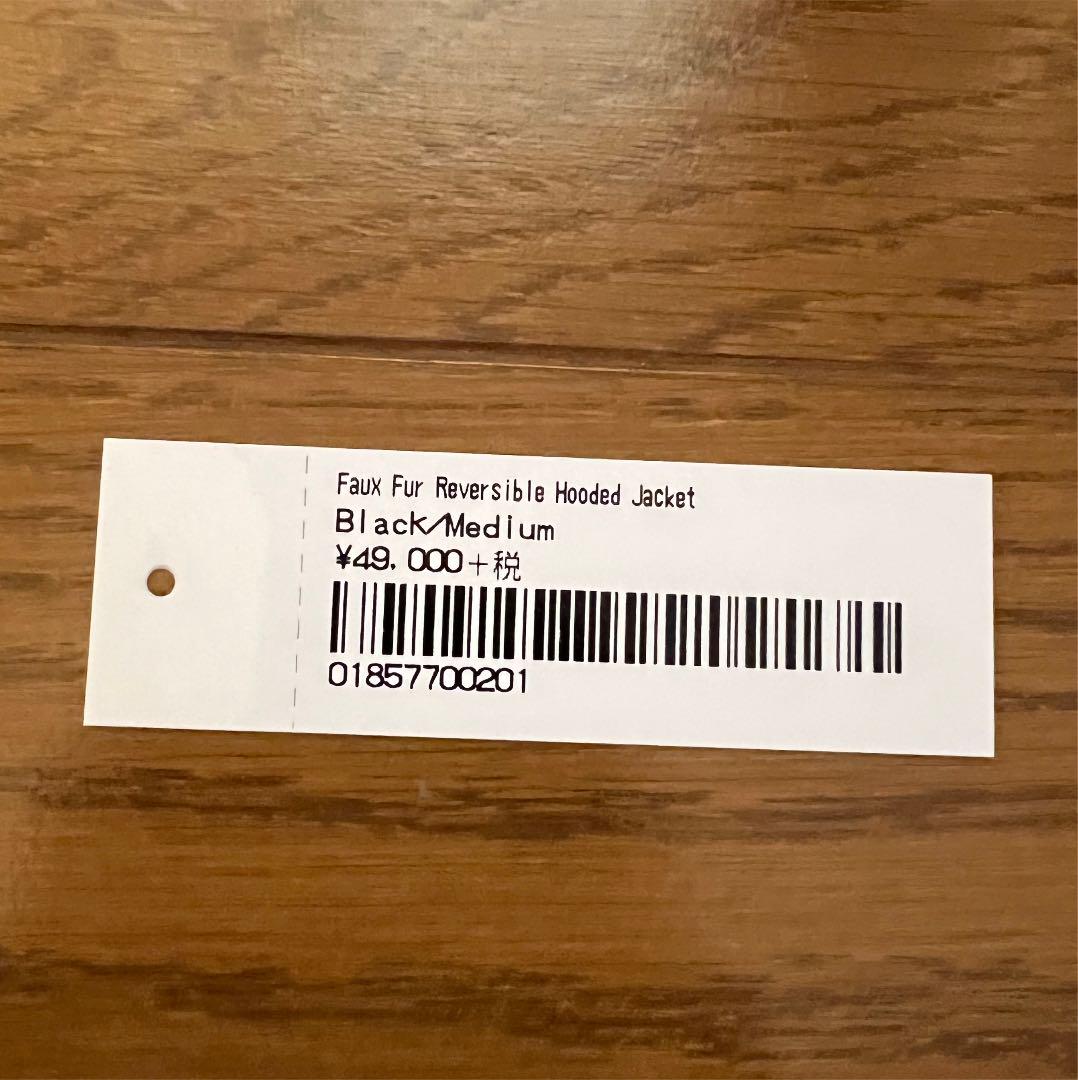 Faux Fur Reversible Hooded Jacket
Black/Medium
¥49,000+税
01857700201